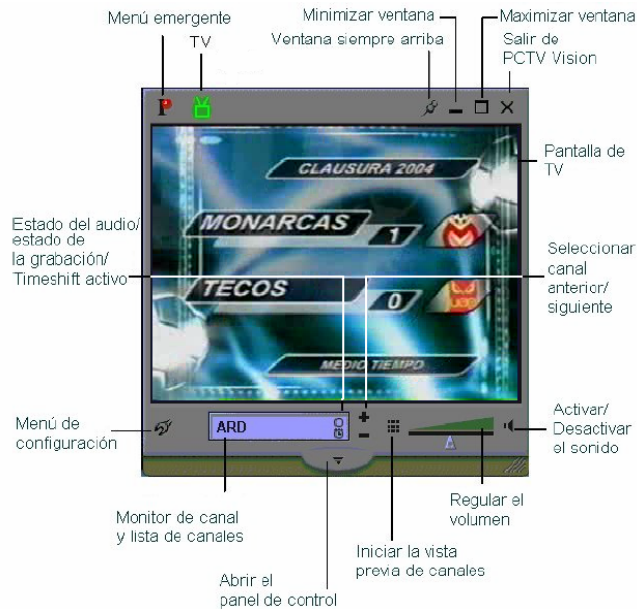 Menú emergente
TV
Minimizar ventana
Ventana siempre arriba
Maximizar ventana
Salir de
PCTV Vision
P
CLAUSURA 2004
MONARCAS
1
TECOS
0
MEDIO TIEMPO
Pantalla de
TV
Estado del audio/
estado de
la grabación/
Timeshift activo
Seleccionar
canal
anterior/
siguiente
Menú de
configuración
ARD
Activar/
Desactivar
el sonido
Monitor de canal
y lista de canales
Regular el
volumen
Iniciar la vista
previa de canales
Abrir el
panel de control